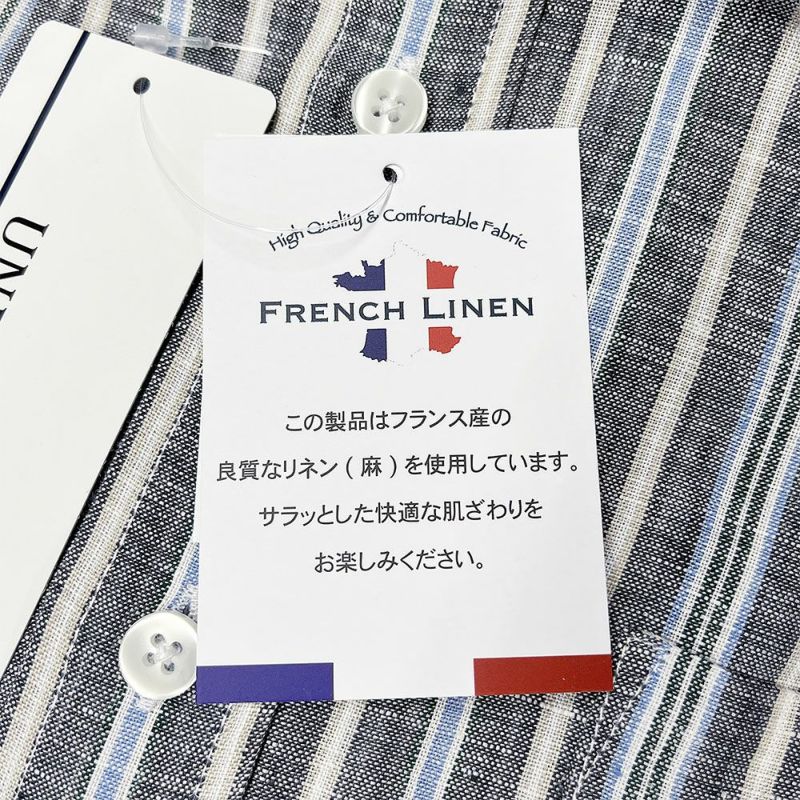 High Quality & Comfortable Fabric
FRENCH LINEN
この製品はフランス産の
良質なリネン(麻)を使用しています。
サラッとした快適な肌ざわりを
お楽しみください。